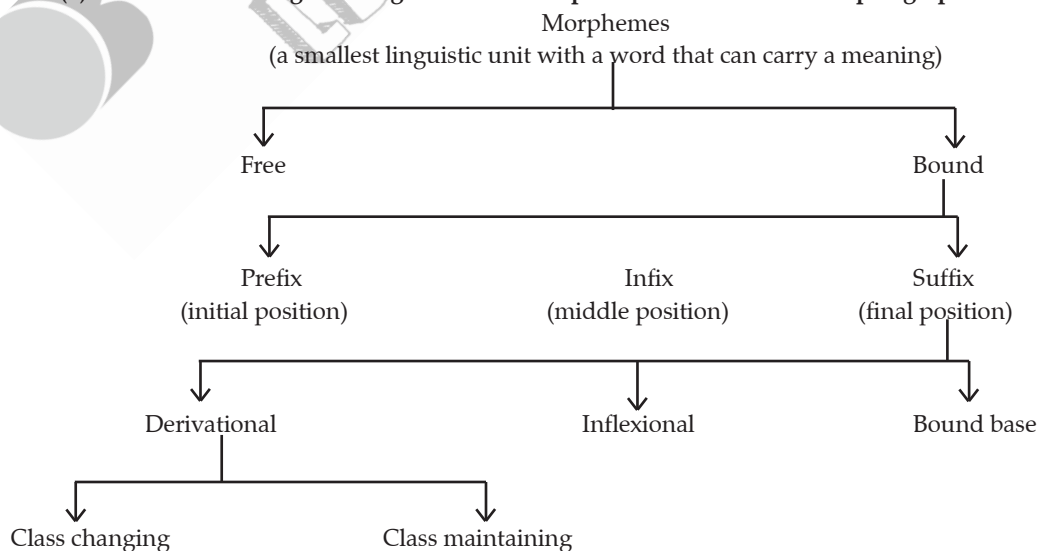 Morphemes
(a smallest linguistic unit with a word that can carry a meaning)
Free Bound
Prefix Infix Suffix
(initial position) (middle position) (final position)
Derivational Inflexional Bound base
Class changing Class maintaining